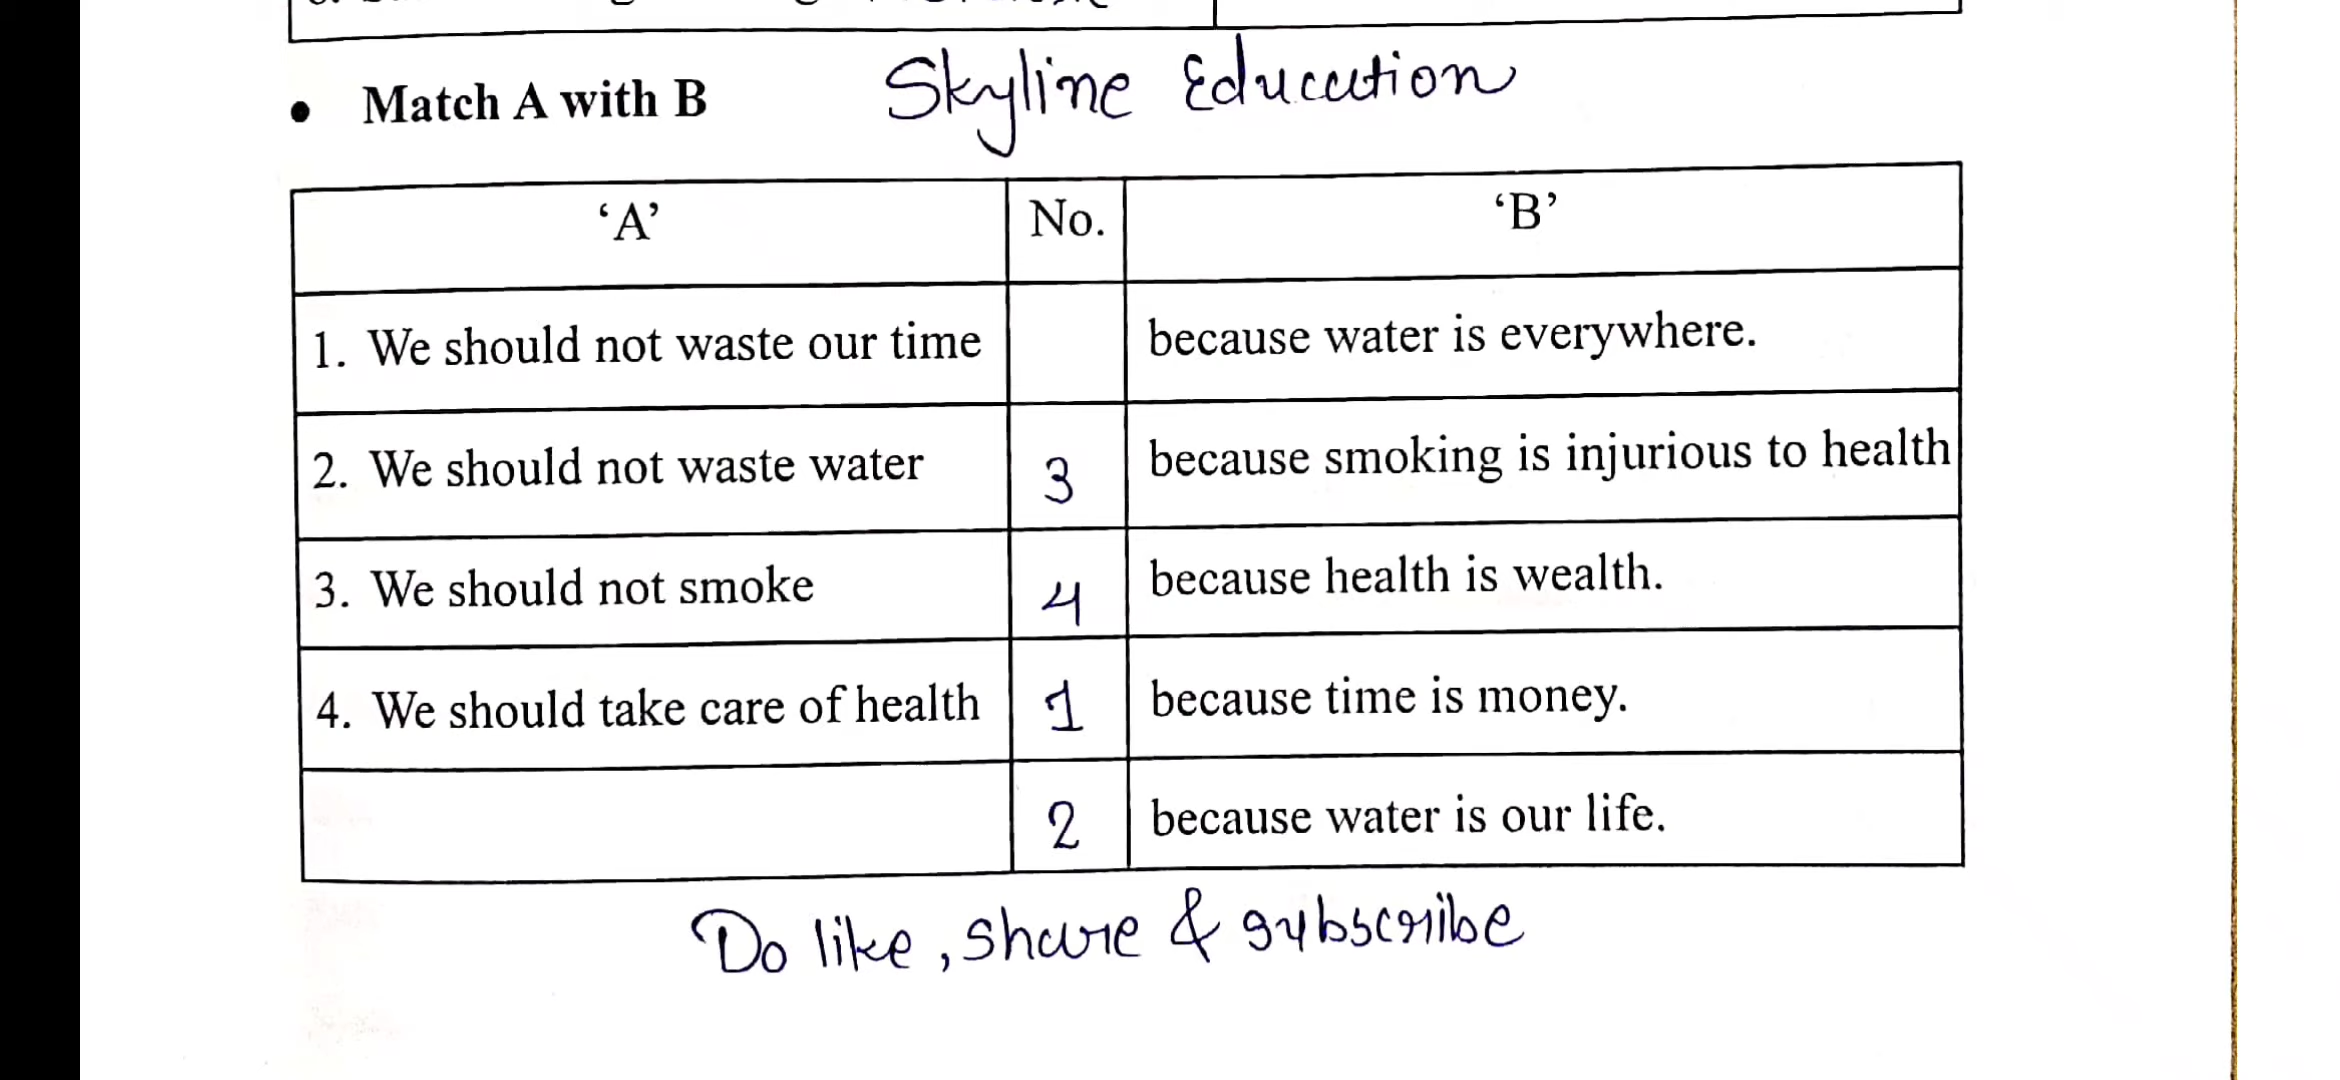 • Match A with B
Skyline Education
‘A’ No. ‘B’
1. We should not waste our time because water is everywhere.
2. We should not waste water 3 because smoking is injurious to health
3. We should not smoke 4 because health is wealth.
4. We should take care of health 1 because time is money.
2 because water is our life.
Do like, share & subscribe